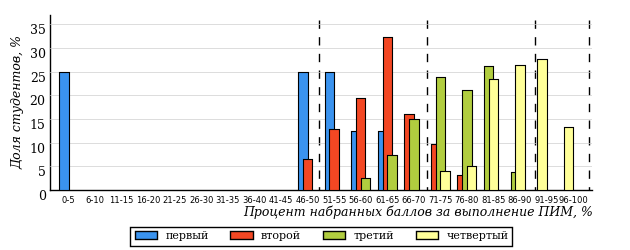 Доля студентов, %
35
30
25
20
15
10
5
0
0-5 6-10 11-15 16-20 21-25 26-30 31-35 36-40 41-45 46-50 51-55 56-60 61-65 66-70 71-75 76-80 81-85 86-90 91-95 96-100
Процент набранных баллов за выполнение ПИМ, %
первый второй третий четвертый